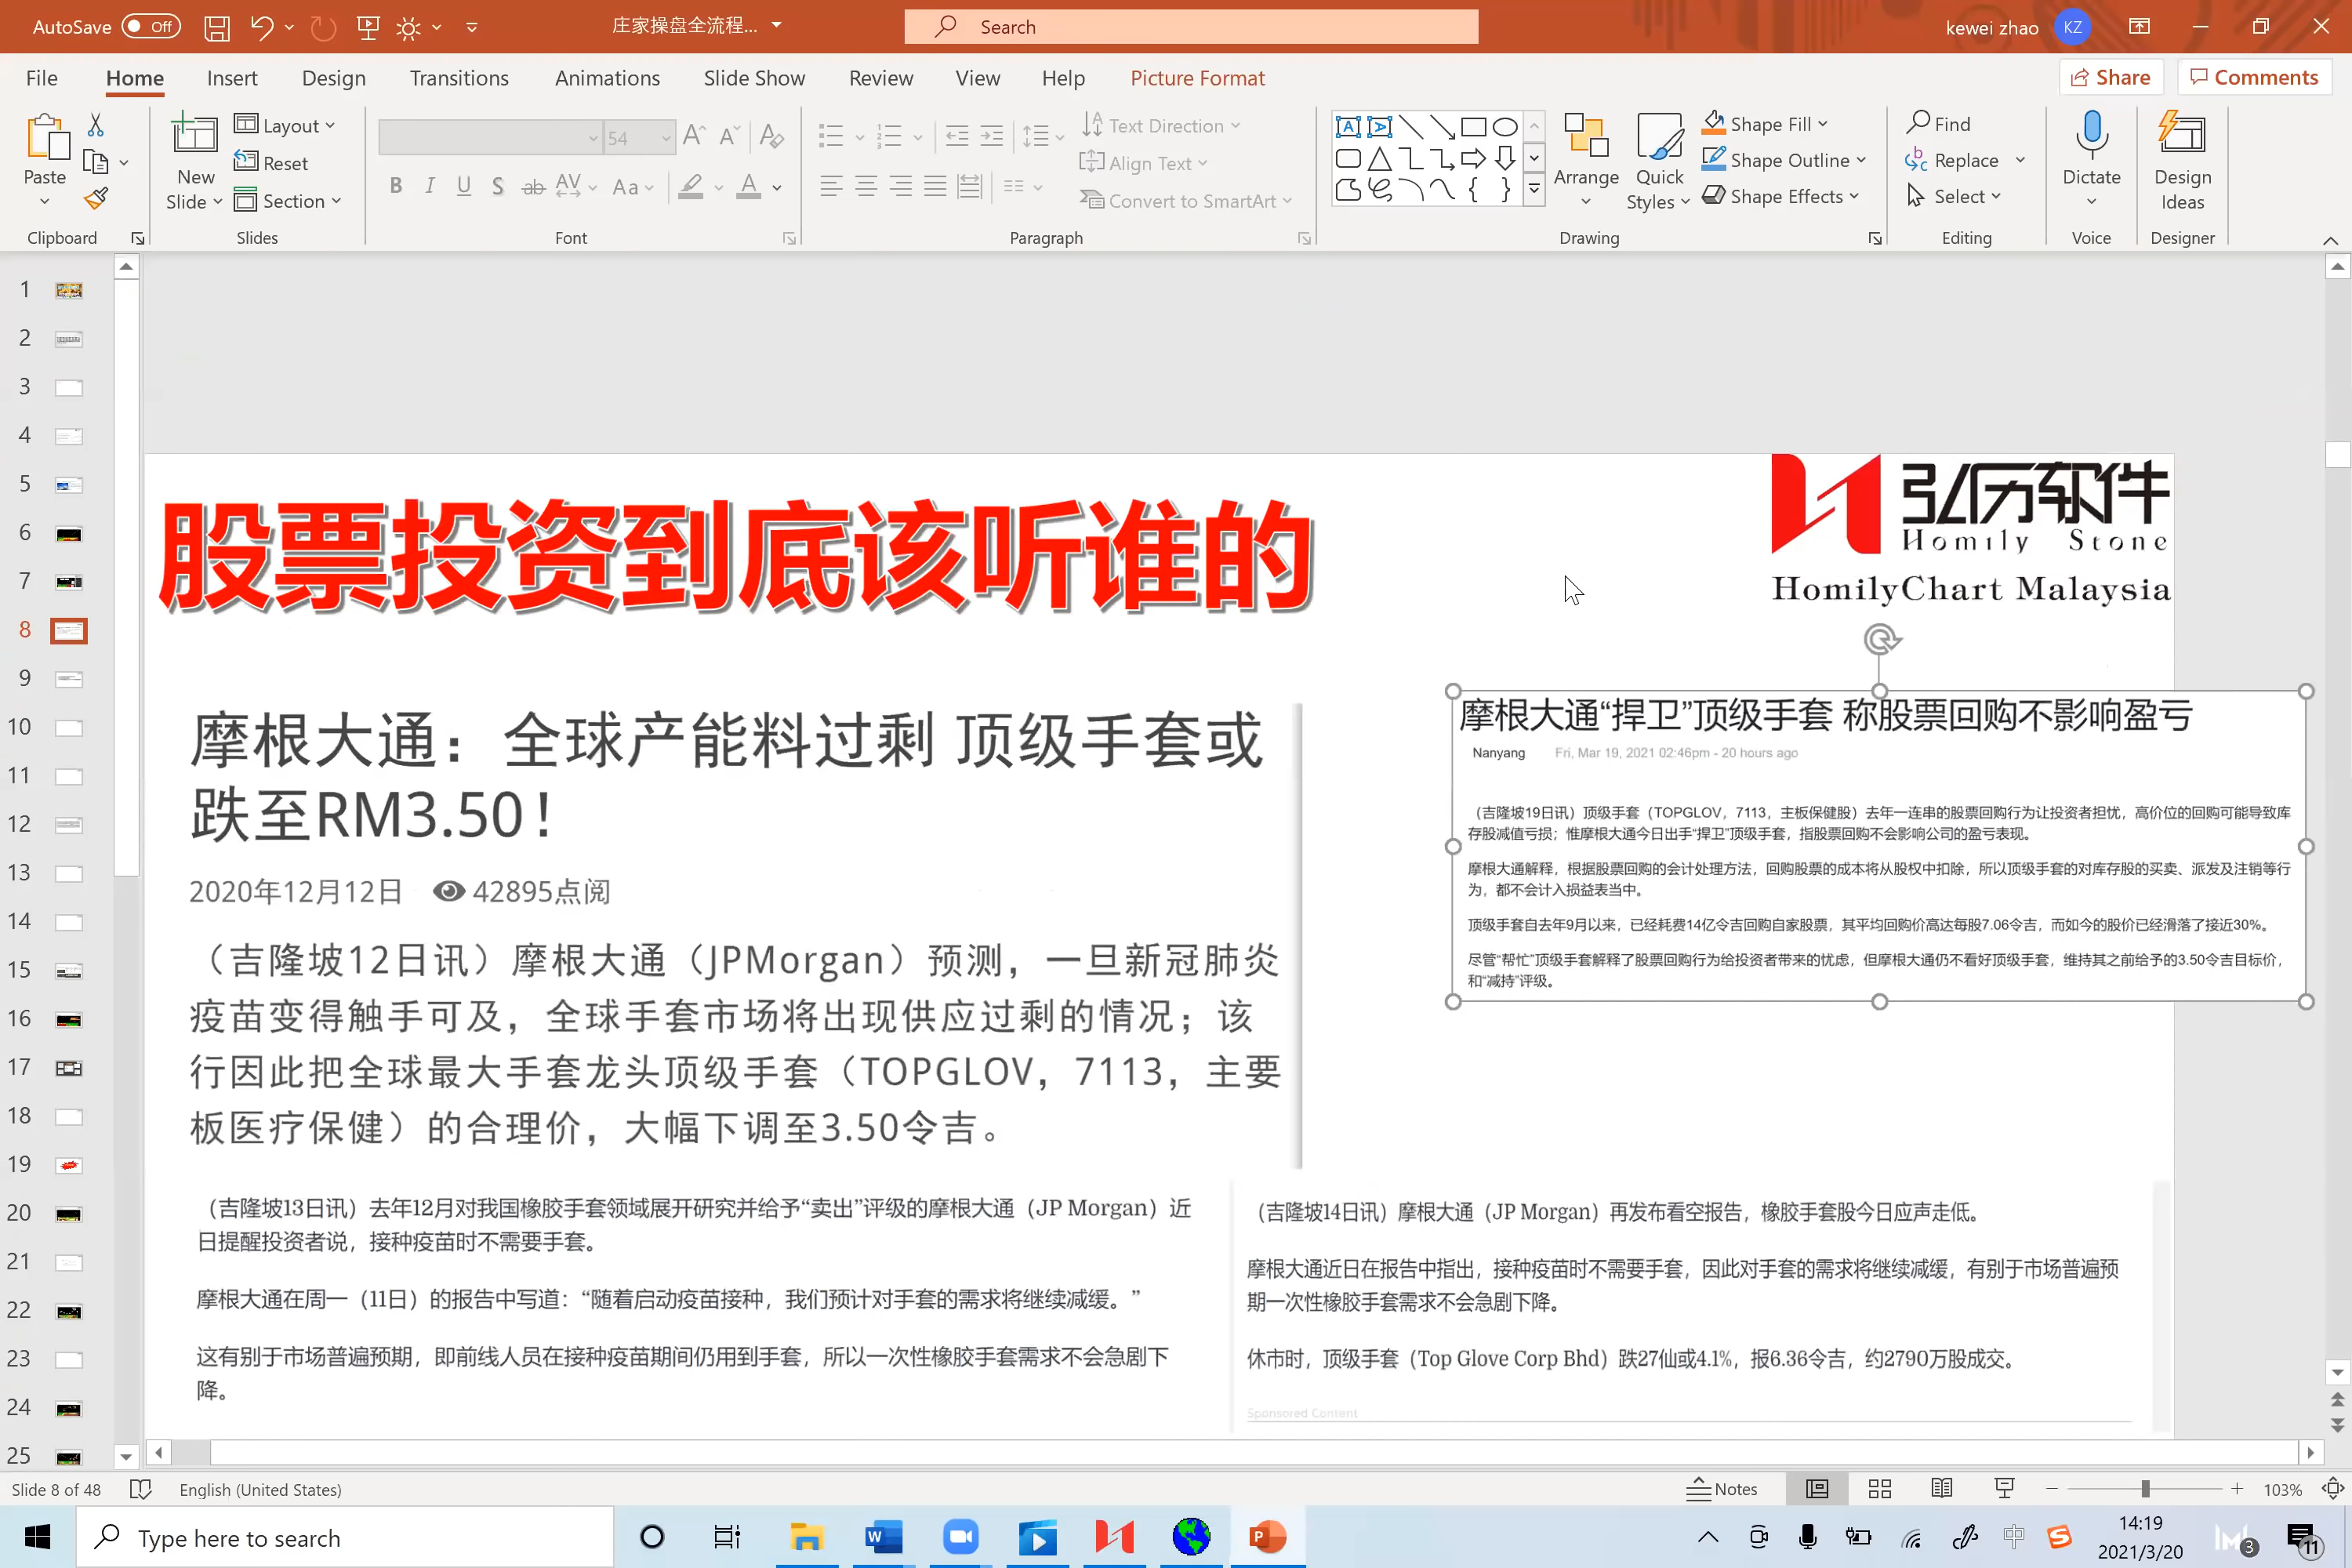 AutoSave Off 庄家操盘全流程... Search kewei zhao KZ
File Home Insert Design Transitions Animations Slide Show Review View Help Picture Format Share Comments
Paste
Clipboard
New Slide
Layout
Reset
Section
Slides
54
Font
Text Direction
Align Text
Convert to SmartArt
Paragraph
Arrange
Quick Styles
Shape Fill
Shape Outline
Shape Effects
Drawing
Find
Replace
Select
Editing
Dictate
Voice
Design Ideas
Designer
1
2
3
4
5
6
7
8
9
10
11
12
13
14
15
16
17
18
19
20
21
22
23
24
25
股票投资到底该听谁的
弘历软件
Homily Stone
HomilyChart Malaysia
摩根大通：全球产能料过剩 顶级手套或
跌至RM3.50！
2020年12月12日 42895点阅
（吉隆坡12日讯）摩根大通（JPMorgan）预测，一旦新冠肺炎
疫苗变得触手可及，全球手套市场将出现供应过剩的情况；该
行因此把全球最大手套龙头顶级手套（TOPGLOV，7113，主要
板医疗保健）的合理价，大幅下调至3.50令吉。
摩根大通“捍卫”顶级手套 称股票回购不影响盈亏
Nanyang Fri, Mar 19, 2021 02:46pm - 20 hours ago
（吉隆坡19日讯）顶级手套（TOPGLOV，7113，主板保健股）去年一连串的股票回购行为让投资者担忧，高价位的回购可能导致库
存股减值亏损；惟摩根大通今日出手“捍卫”顶级手套，指股票回购不会影响公司的盈亏表现。
摩根大通解释，根据股票回购的会计处理方法，回购股票的成本将从股权中扣除，所以顶级手套的对库存股的买卖、派发及注销等行
为，都不会计入损益表当中。
顶级手套自去年9月以来，已经耗费14亿令吉回购自家股票，其平均回购价高达每股7.06令吉，而如今的股价已经滑落了接近30%。
尽管“帮忙”顶级手套解释了股票回购行为给投资者带来的忧虑，但摩根大通仍不看好顶级手套，维持其之前给予的3.50令吉目标价，
和“减持”评级。
（吉隆坡13日讯）去年12月对我国橡胶手套领域展开研究并给予“卖出”评级的摩根大通（JP Morgan）近
日提醒投资者说，接种疫苗时不需要手套。
摩根大通在周一（11日）的报告中写道：“随着启动疫苗接种，我们预计对手套的需求将继续减缓。”
这有别于市场普遍预期，即前线人员在接种疫苗期间仍用到手套，所以一次性橡胶手套需求不会急剧下
降。
（吉隆坡14日讯）摩根大通（JP Morgan）再发布看空报告，橡胶手套股今日应声走低。
摩根大通近日在报告中指出，接种疫苗时不需要手套，因此对手套的需求将继续减缓，有别于市场普遍预
期一次性橡胶手套需求不会急剧下降。
休市时，顶级手套（Top Glove Corp Bhd）跌27仙或4.1%，报6.36令吉，约2790万股成交。
Sponsored Content
Slide 8 of 48 English (United States) Notes 103%
Type here to search
中
14:19
2021/3/20
3
11